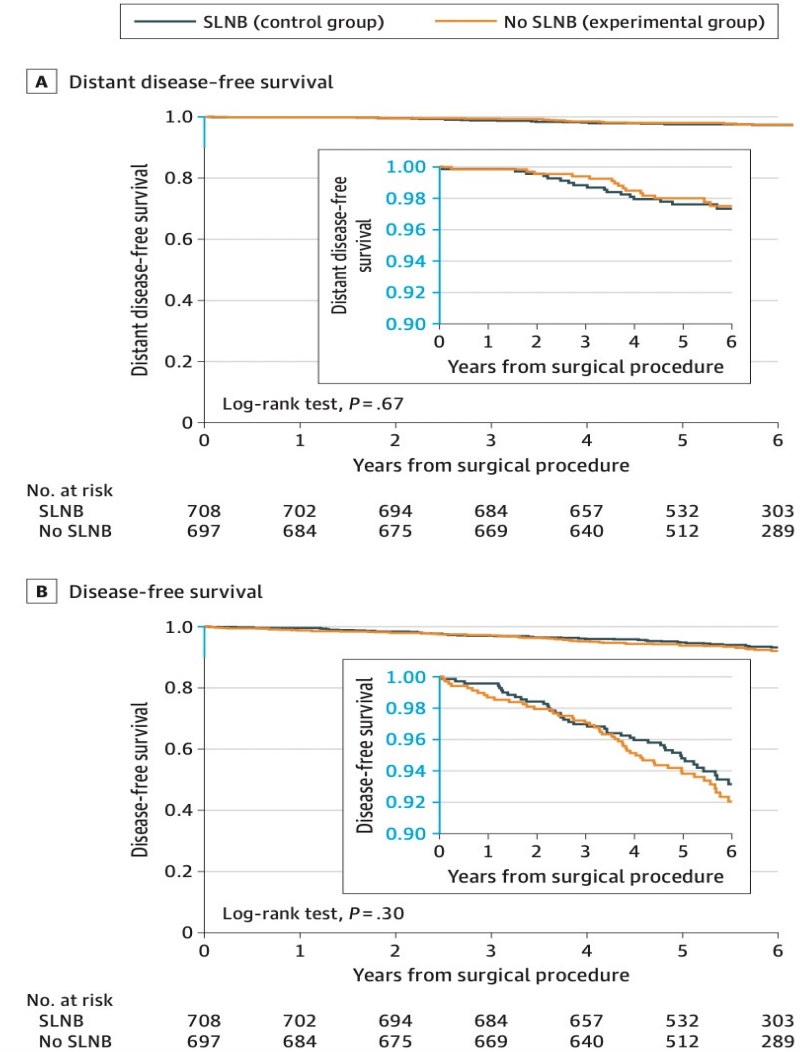 SLNB (control group) No SLNB (experimental group)
A Distant disease-free survival
1.0
0.8
0.6
0.4
0.2
0
Distant disease-free survival
1.00
0.98
0.96
0.94
0.92
0.90
Distant disease-free
survival
0 1 2 3 4 5 6
Years from surgical procedure
Log-rank test, P=.67
0 1 2 3 4 5 6
Years from surgical procedure
No. at risk
SLNB 708 702 694 684 657 532 303
No SLNB 697 684 675 669 640 512 289
B Disease-free survival
1.0
0.8
0.6
0.4
0.2
0
Disease-free survival
1.00
0.98
0.96
0.94
0.92
0.90
Disease-free survival
0 1 2 3 4 5 6
Years from surgical procedure
Log-rank test, P=.30
0 1 2 3 4 5 6
Years from surgical procedure
No. at risk
SLNB 708 702 694 684 657 532 303
No SLNB 697 684 675 669 640 512 289